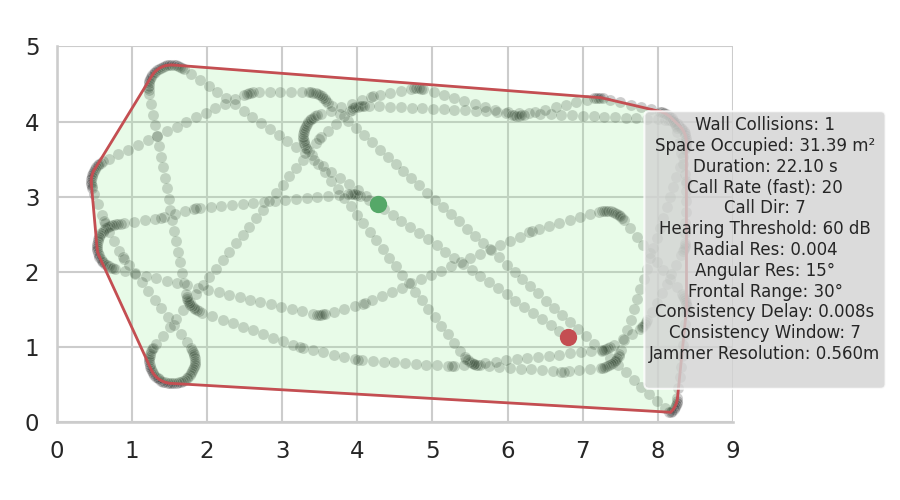 5
4
3
2
1
0
0 1 2 3 4 5 6 7 8 9
Wall Collisions: 1
Space Occupied: 31.39 m²
Duration: 22.10 s
Call Rate (fast): 20
Call Dir: 7
Hearing Threshold: 60 dB
Radial Res: 0.004
Angular Res: 15°
Frontal Range: 30°
Consistency Delay: 0.008s
Consistency Window: 7
Jammer Resolution: 0.560m